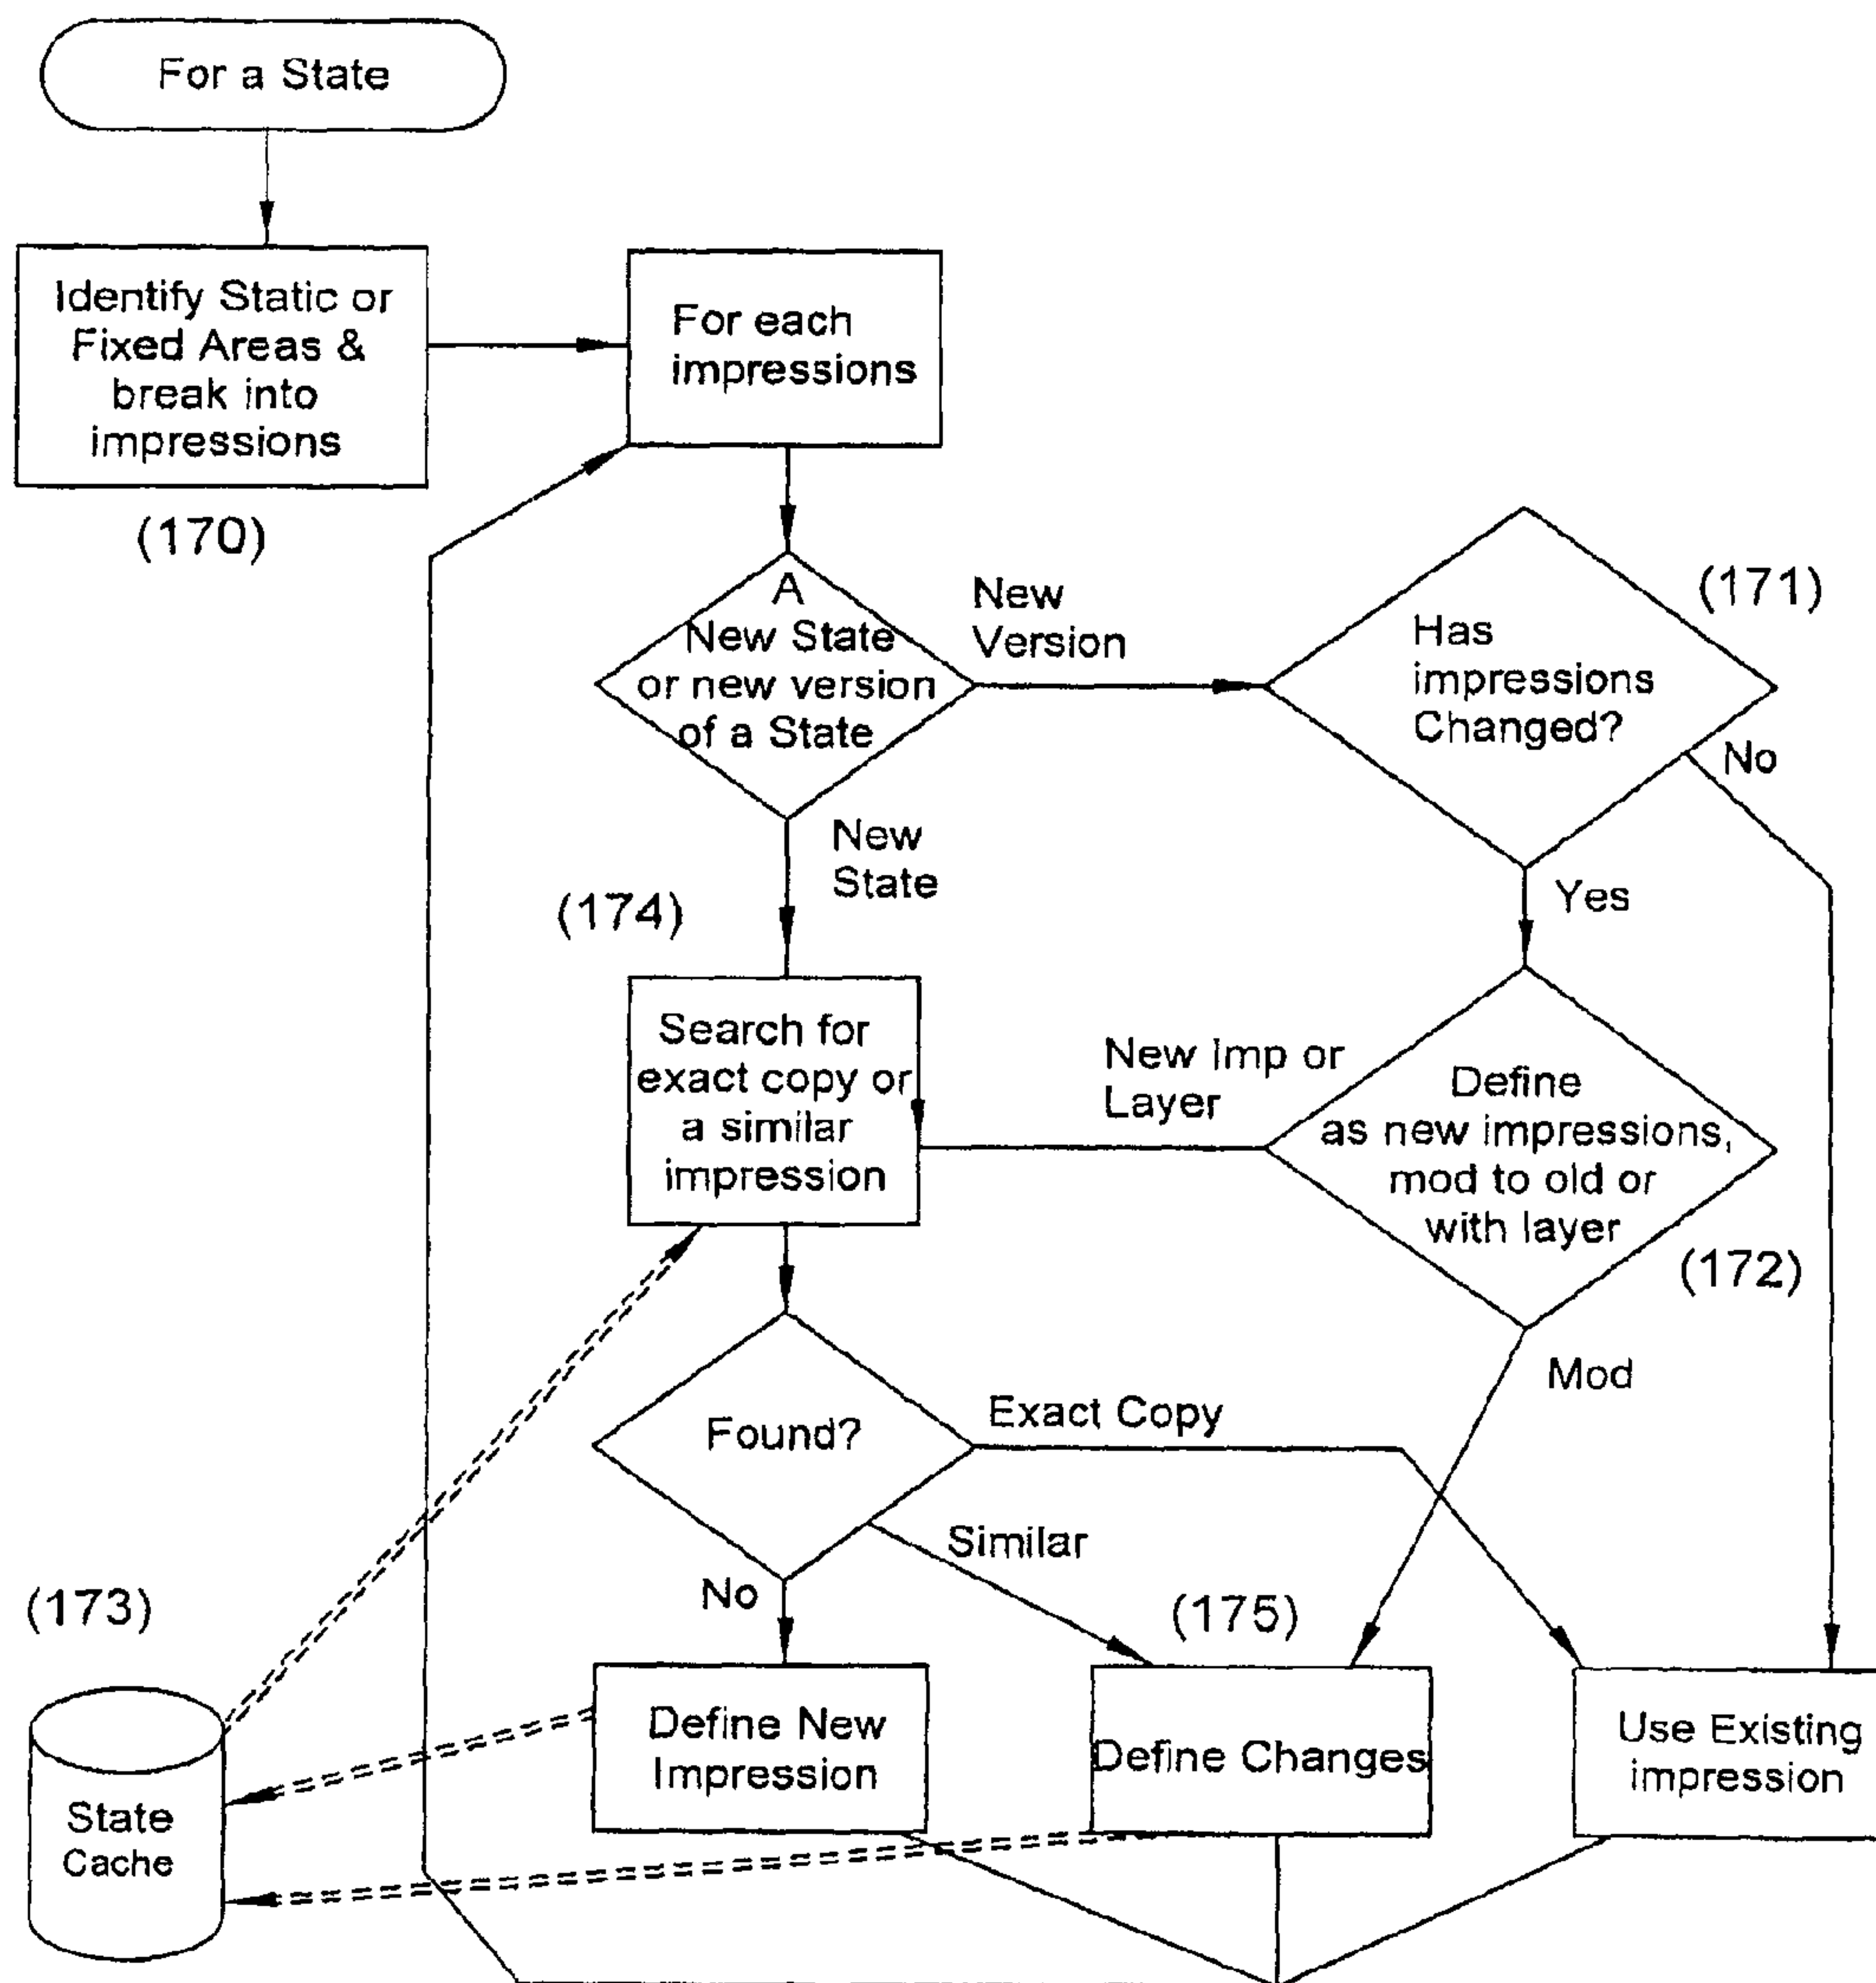 For a State
Identify Static or
Fixed Areas &
break into
impressions
(170)
For each
impressions
A
New State
or new version
of a State
New
Version
Has
impressions
Changed?
(171)
No
Yes
New
State
(174)
Search for
exact copy or
a similar
impression
New Imp or
Layer
Define
as new impressions,
mod to old or
with layer
(172)
Mod
Found?
Exact Copy
Similar
No
(175)
(173)
State
Cache
Define New
Impression
Define Changes
Use Existing
impression